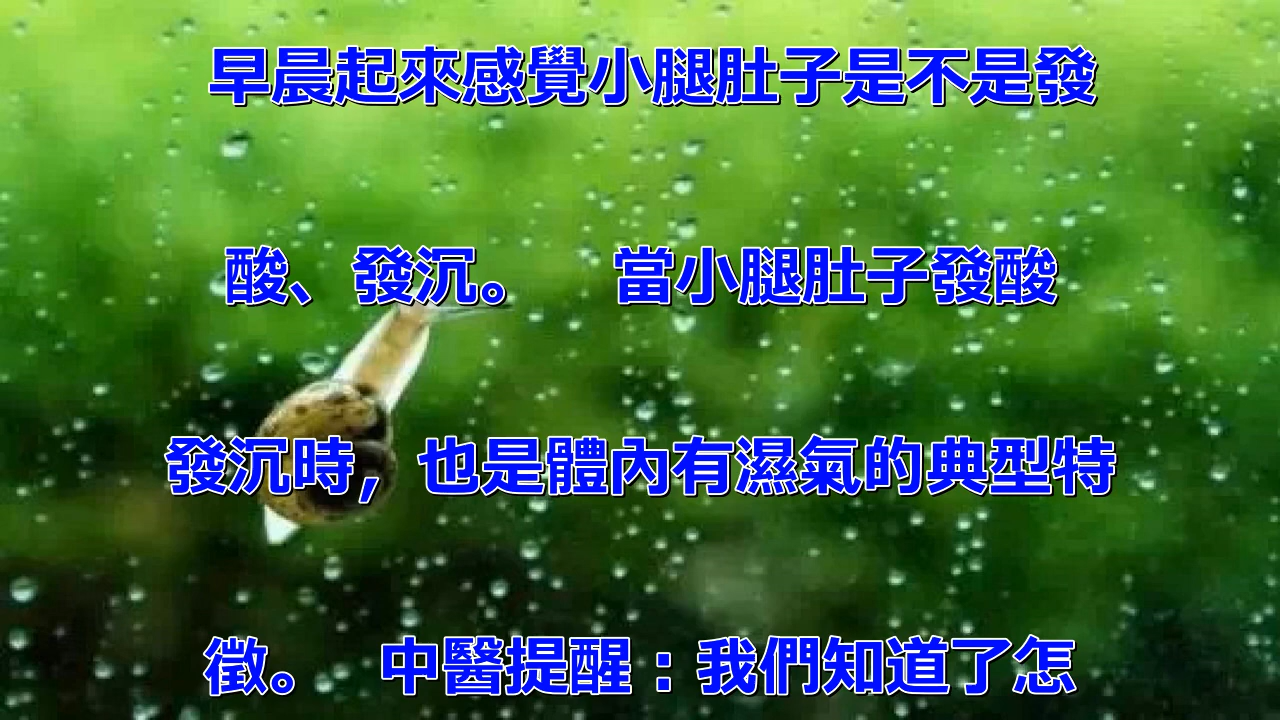 早晨起來感覺小腿肚子是不是發
酸、發沉。 當小腿肚子發酸
發沉時，也是體內有濕氣的典型特
徵。 中醫提醒：我們知道了怎